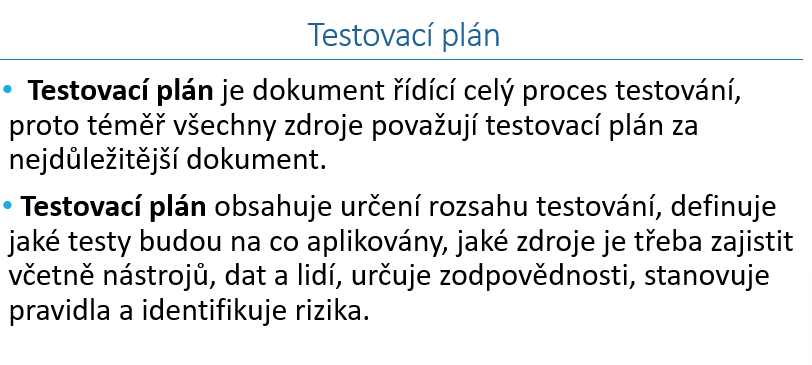 Testovací plán
• Testovací plán je dokument řídící celý proces testování,
proto téměř všechny zdroje považují testovací plán za
nejdůležitější dokument.
• Testovací plán obsahuje určení rozsahu testování, definuje
jaké testy budou na co aplikovány, jaké zdroje je třeba zajistit
včetně nástrojů, dat a lidí, určuje zodpovědnosti, stanovuje
pravidla a identifikuje rizika.